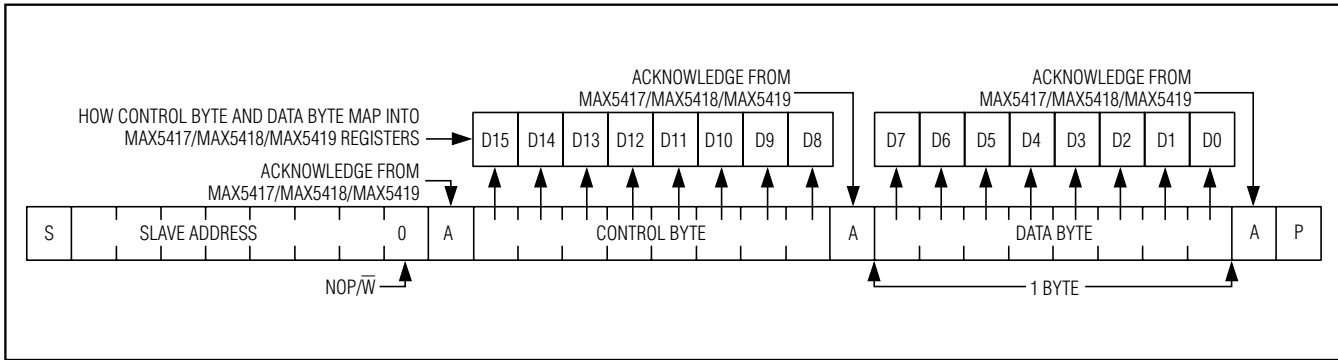 ACKNOWLEDGE FROM
MAX5417/MAX5418/MAX5419
ACKNOWLEDGE FROM
MAX5417/MAX5418/MAX5419
HOW CONTROL BYTE AND DATA BYTE MAP INTO
MAX5417/MAX5418/MAX5419 REGISTERS
D15 D14 D13 D12 D11 D10 D9 D8 D7 D6 D5 D4 D3 D2 D1 D0
ACKNOWLEDGE FROM
MAX5417/MAX5418/MAX5419
S SLAVE ADDRESS 0 A CONTROL BYTE A DATA BYTE A P
NOP/W̅
1 BYTE